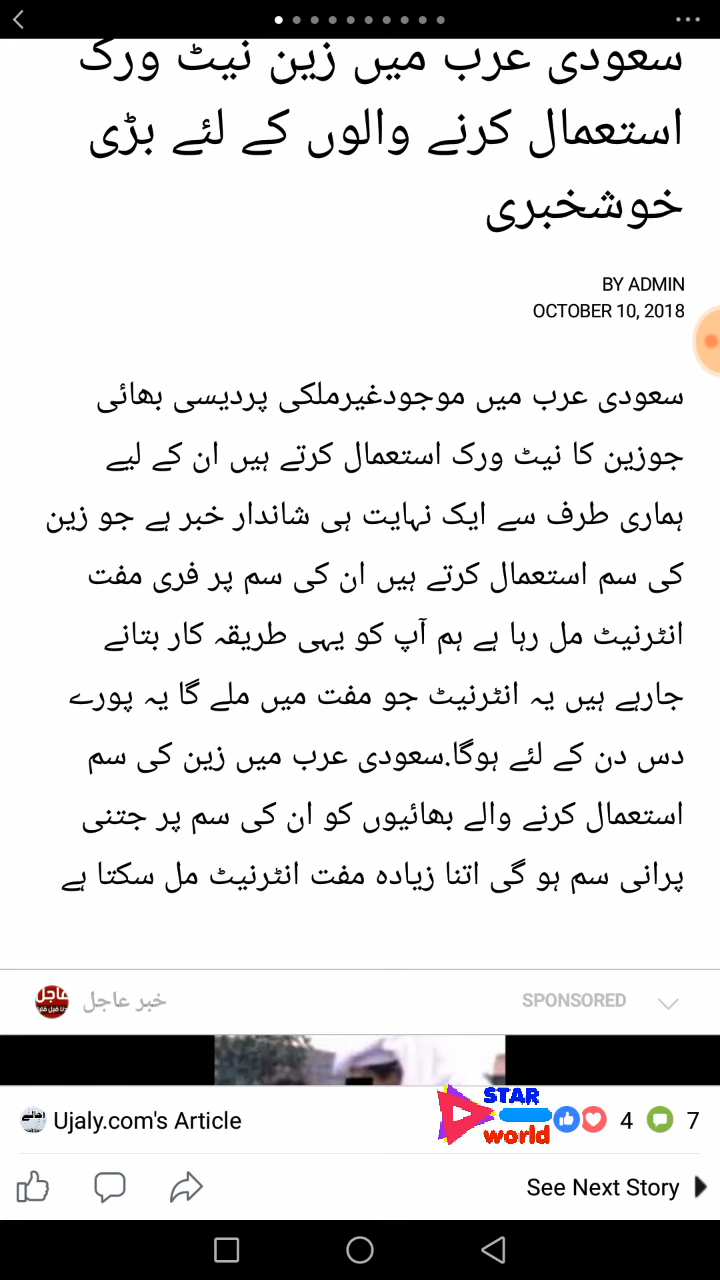 سعودی عرب میں زین نیٹ ورک
استعمال کرنے والوں کے لئے بڑی
خوشخبری
BY ADMIN
OCTOBER 10, 2018
سعودی عرب میں موجودغیرملکی پردیسی بھائی
جوزین کا نیٹ ورک استعمال کرتے ہیں ان کے لیے
ہماری طرف سے ایک نہایت ہی شاندار خبر ہے جو زین
کی سم استعمال کرتے ہیں ان کی سم پر فری مفت
انٹرنیٹ مل رہا ہے ہم آپ کو یہی طریقہ کار بتانے
جارہے ہیں یہ انٹرنیٹ جو مفت میں ملے گا یہ پورے
دس دن کے لئے ہوگا.سعودی عرب میں زین کی سم
استعمال کرنے والے بھائیوں کو ان کی سم پر جتنی
پرانی سم ہو گی اتنا زیادہ مفت انٹرنیٹ مل سکتا ہے
خبر عاجل
SPONSORED
Ujaly.com's Article
STAR
world
4
7
See Next Story